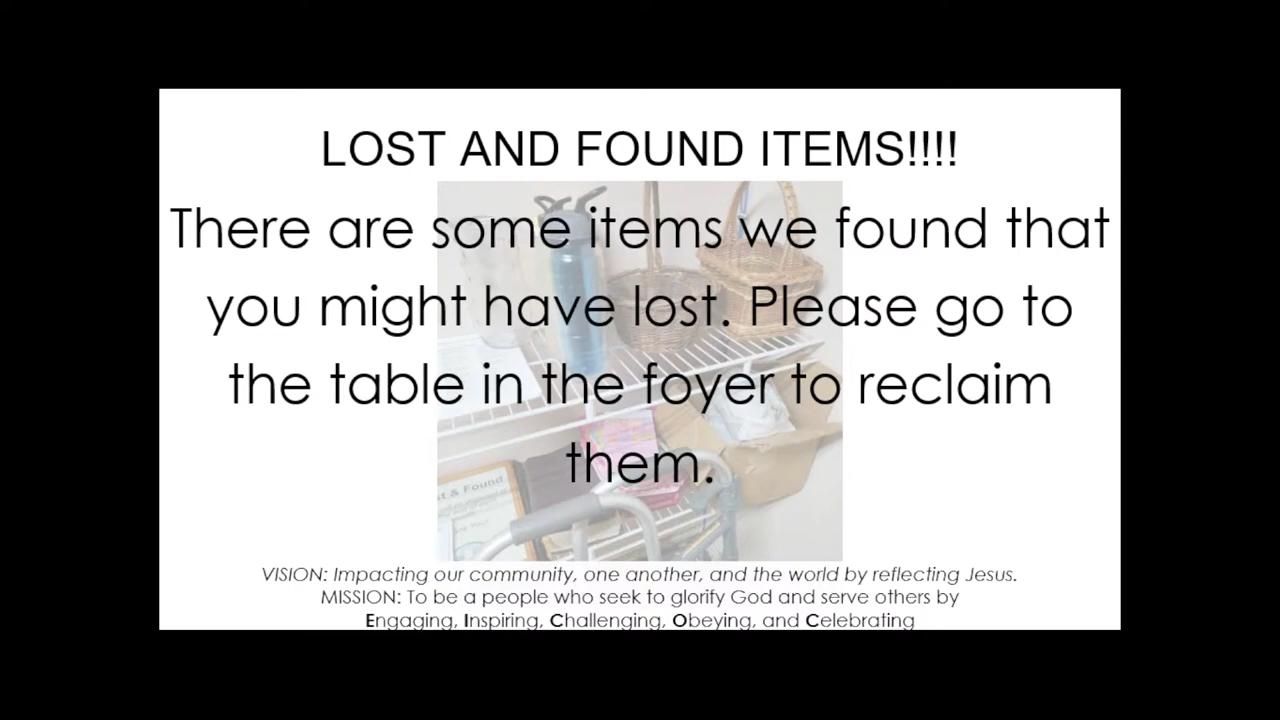 LOST AND FOUND ITEMS!!!!
There are some items we found that
you might have lost. Please go to
the table in the foyer to reclaim
them.
& Found
VISION: Impacting our community, one another, and the world by reflecting Jesus.
MISSION: To be a people who seek to glorify God and serve others by
Engaging, Inspiring, Challenging, Obeying, and Celebrating